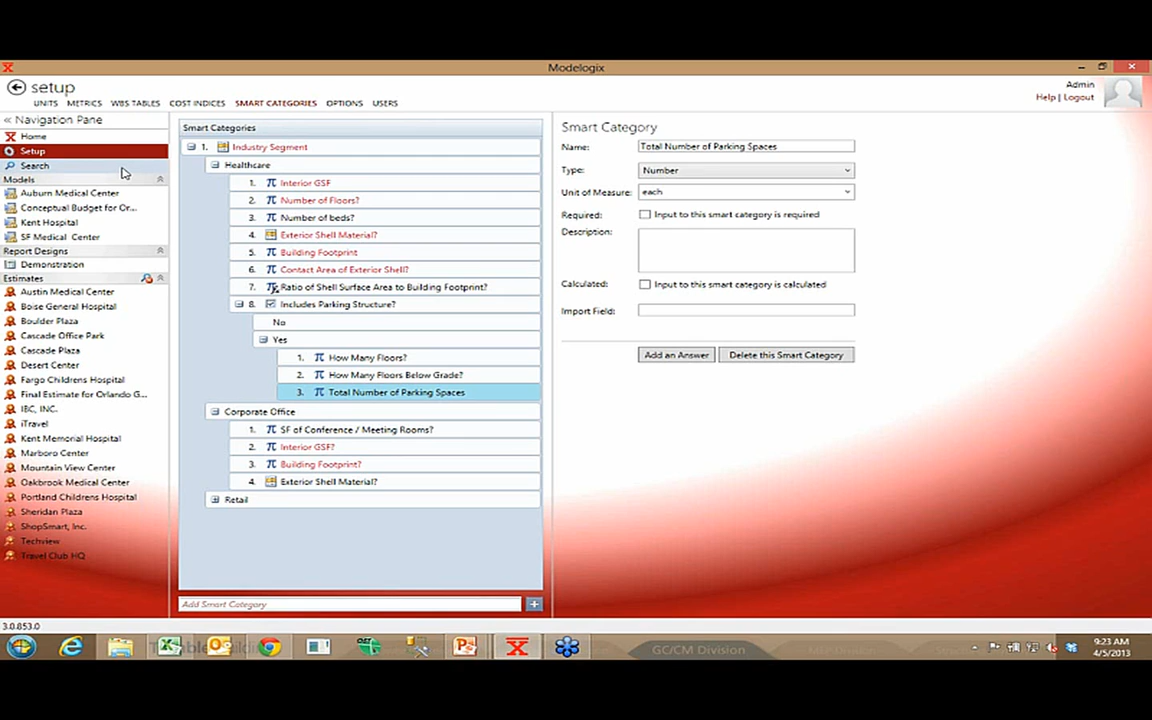 Modelogix
setup
Admin
Help | Logout
UNITS METRICS WBS TABLES COST INDICES SMART CATEGORIES OPTIONS USERS
« Navigation Pane
Home
Setup
Search
Models
Auburn Medical Center
Conceptual Budget for Or...
Kent Hospital
SF Medical Center
Report Designs
Demonstration
Estimates
Austin Medical Center
Boise General Hospital
Boulder Plaza
Cascade Office Park
Cascade Plaza
Desert Center
Fargo Childrens Hospital
Final Estimate for Orlando G...
IBC, INC.
iTravel
Kent Memorial Hospital
Marboro Center
Mountain View Center
Oakbrook Medical Center
Portland Childrens Hospital
Sheridan Plaza
ShopSmart, Inc.
Techview
Travel Club HQ
Smart Categories
1. Industry Segment
Healthcare
1. Interior GSF
2. Number of Floors?
3. Number of beds?
4. Exterior Shell Material?
5. Building Footprint
6. Contact Area of Exterior Shell?
7. Ratio of Shell Surface Area to Building Footprint?
8. Includes Parking Structure?
No
Yes
1. How Many Floors?
2. How Many Floors Below Grade?
3. Total Number of Parking Spaces
Corporate Office
1. SF of Conference / Meeting Rooms?
2. Interior GSF?
3. Building Footprint?
4. Exterior Shell Material?
Retail
Add Smart Category
Smart Category
Name: Total Number of Parking Spaces
Type: Number
Unit of Measure: each
Required: Input to this smart category is required
Description:
Calculated: Input to this smart category is calculated
Import Field:
Add an Answer Delete this Smart Category
3.0.853.0
GC/CM Division
9:23 AM
4/5/2013